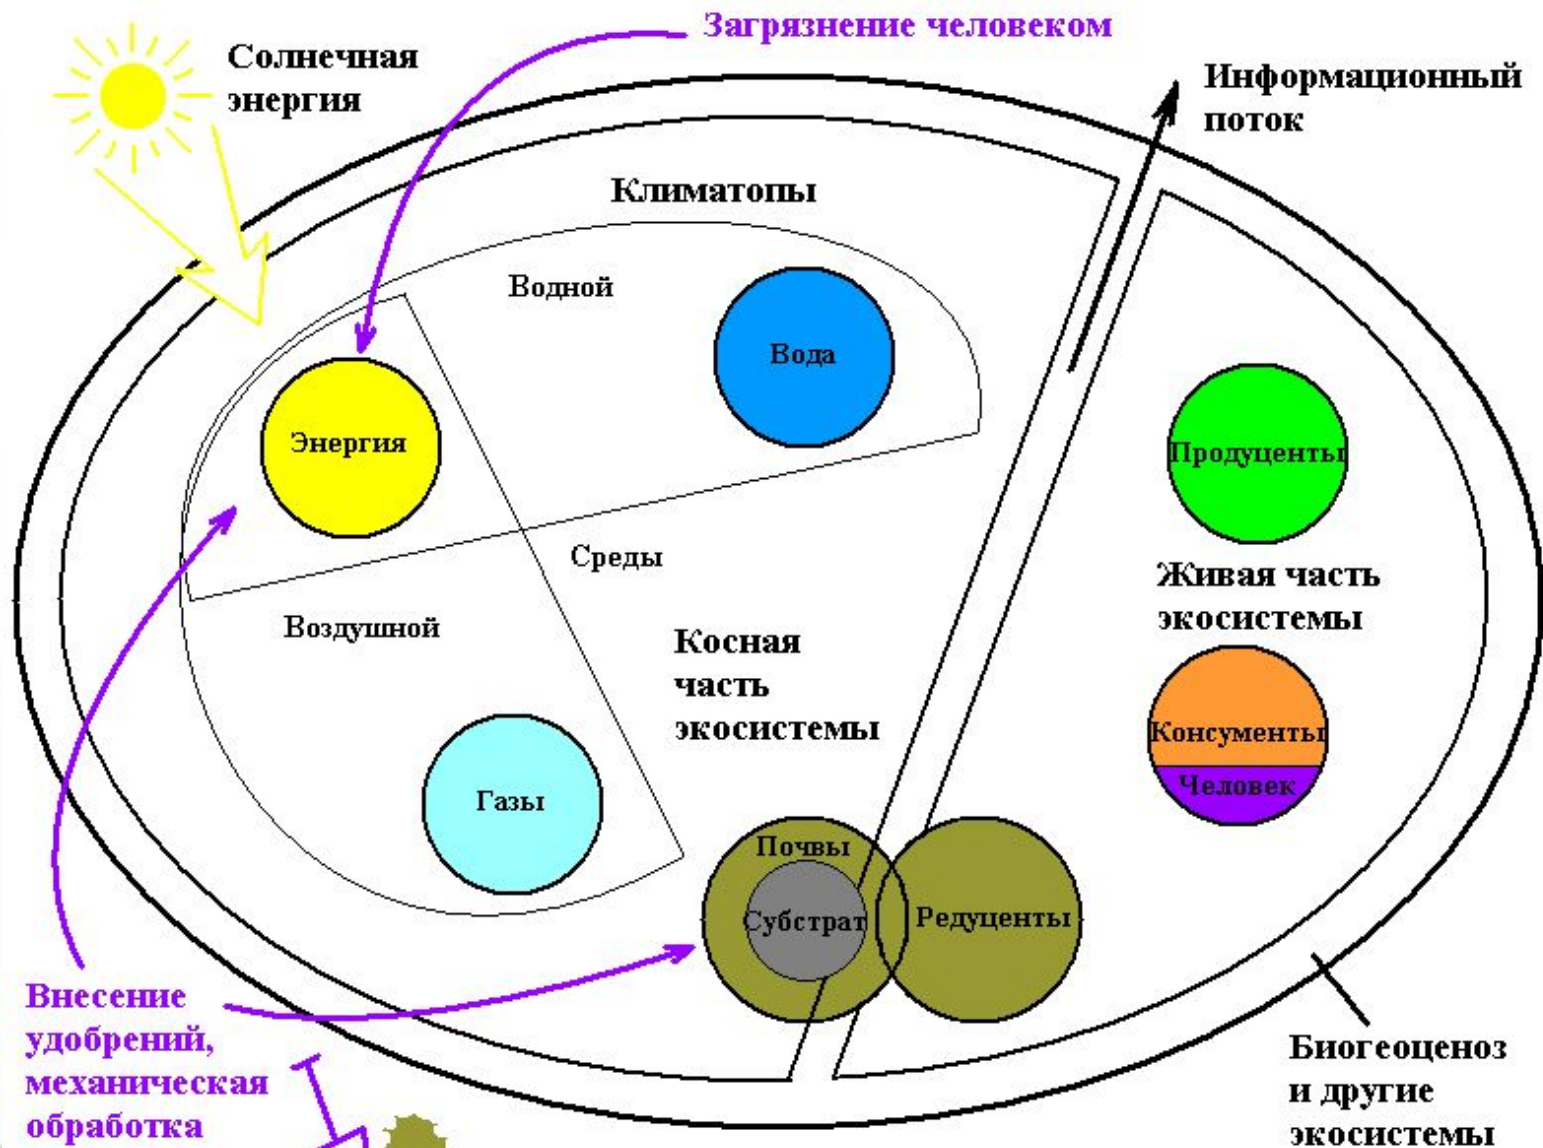 Загрязнение человеком
Солнечная
энергия
Информационный
поток
Климатопы
Водной
Вода
Энергия
Продуценты
Среды
Живая часть
экосистемы
Воздушной
Косная
часть
экосистемы
Консументы
Человек
Газы
Почвы
Субстрат
Редуценты
Внесение
удобрений,
механическая
обработка
Биогеоценоз
и другие
экосистемы